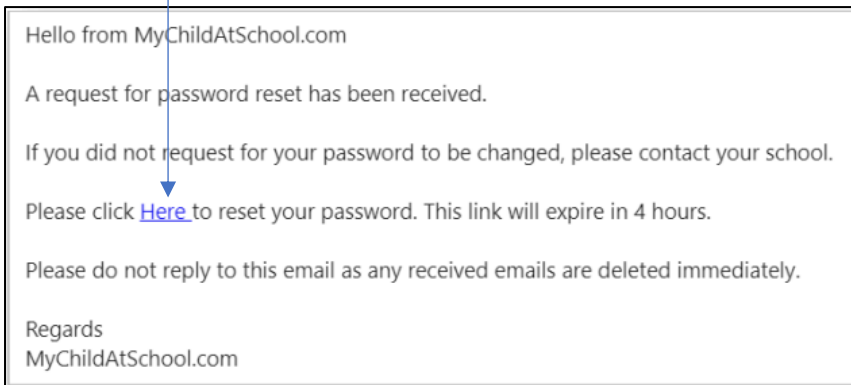 Hello from MyChildAtSchool.com
A request for password reset has been received.
If you did not request for your password to be changed, please contact your school.
Please click Here to reset your password. This link will expire in 4 hours.
Please do not reply to this email as any received emails are deleted immediately.
Regards
MyChildAtSchool.com